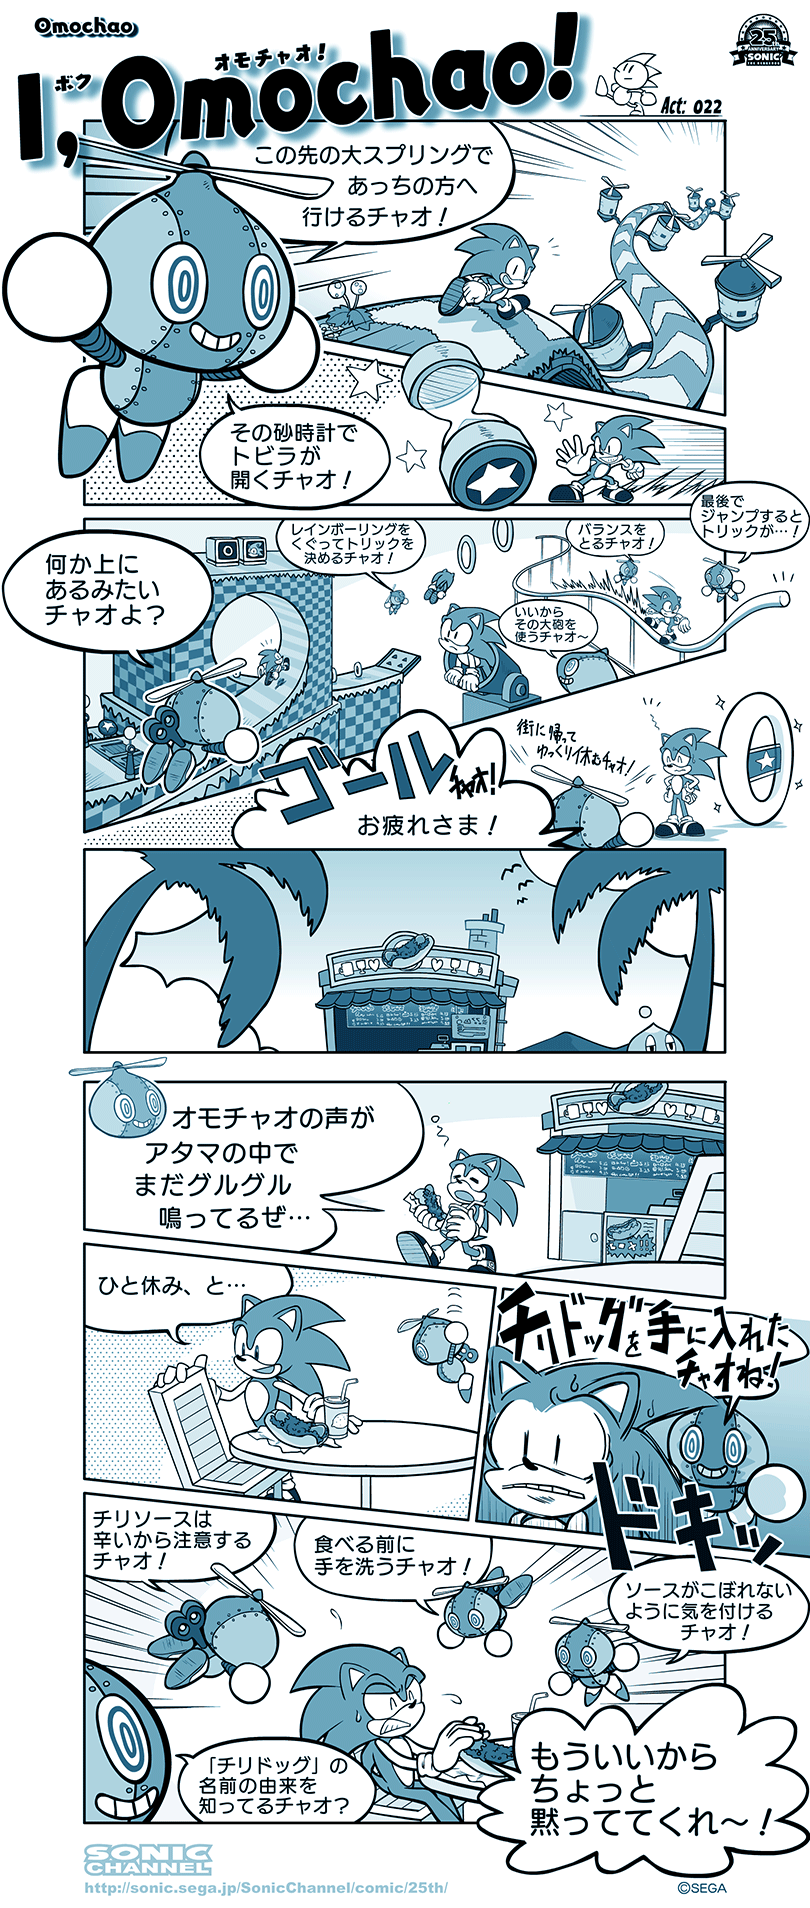 Omochao
25th
ANNIVERSARY
SONIC
THE HEDGEHOG
ボク
オモチャオ!
I, Omochao!
Act: 022
この先の大スプリングで
あっちの方へ
行けるチャオ!
その砂時計で
トビラが
開くチャオ!
何か上に
あるみたい
チャオよ?
レインボーリングを
くぐってトリックを
決めるチャオ!
いいから
その大砲を
使うチャオ〜
バランスを
とるチャオ!
最後で
ジャンプすると
トリックが…!
ゴール
チャオ!
お疲れさま!
街に帰って
ゆっくり休むチャオ!
オモチャオの声が
アタマの中で
まだグルグル
鳴ってるぜ…
ひと休み、と…
チリドッグを手に入れた
チャオね!
ドキッ
チリソースは
辛いから注意する
チャオ!
食べる前に
手を洗うチャオ!
ソースがこぼれない
ように気を付ける
チャオ!
「チリドッグ」の
名前の由来を
知ってるチャオ?
もういいから
ちょっと
黙っててくれ〜!
SONIC
CHANNEL
http://sonic.sega.jp/SonicChannel/comic/25th/
©SEGA